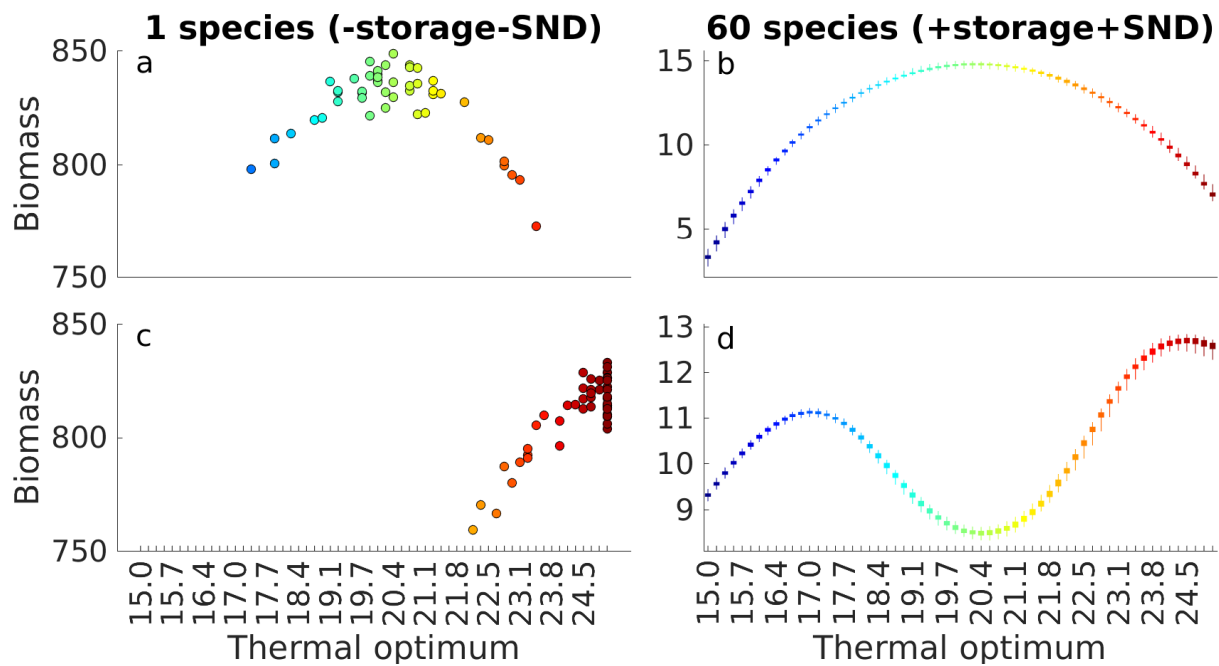 1 species (-storage-SND)
60 species (+storage+SND)
a
850
800
750
Biomass
b
15
10
5
c
850
800
750
Biomass
d
13
12
11
10
9
15.0 15.7 16.4 17.0 17.7 18.4 19.1 19.7 20.4 21.1 21.8 22.5 23.1 23.8 24.5
Thermal optimum
15.0 15.7 16.4 17.0 17.7 18.4 19.1 19.7 20.4 21.1 21.8 22.5 23.1 23.8 24.5
Thermal optimum